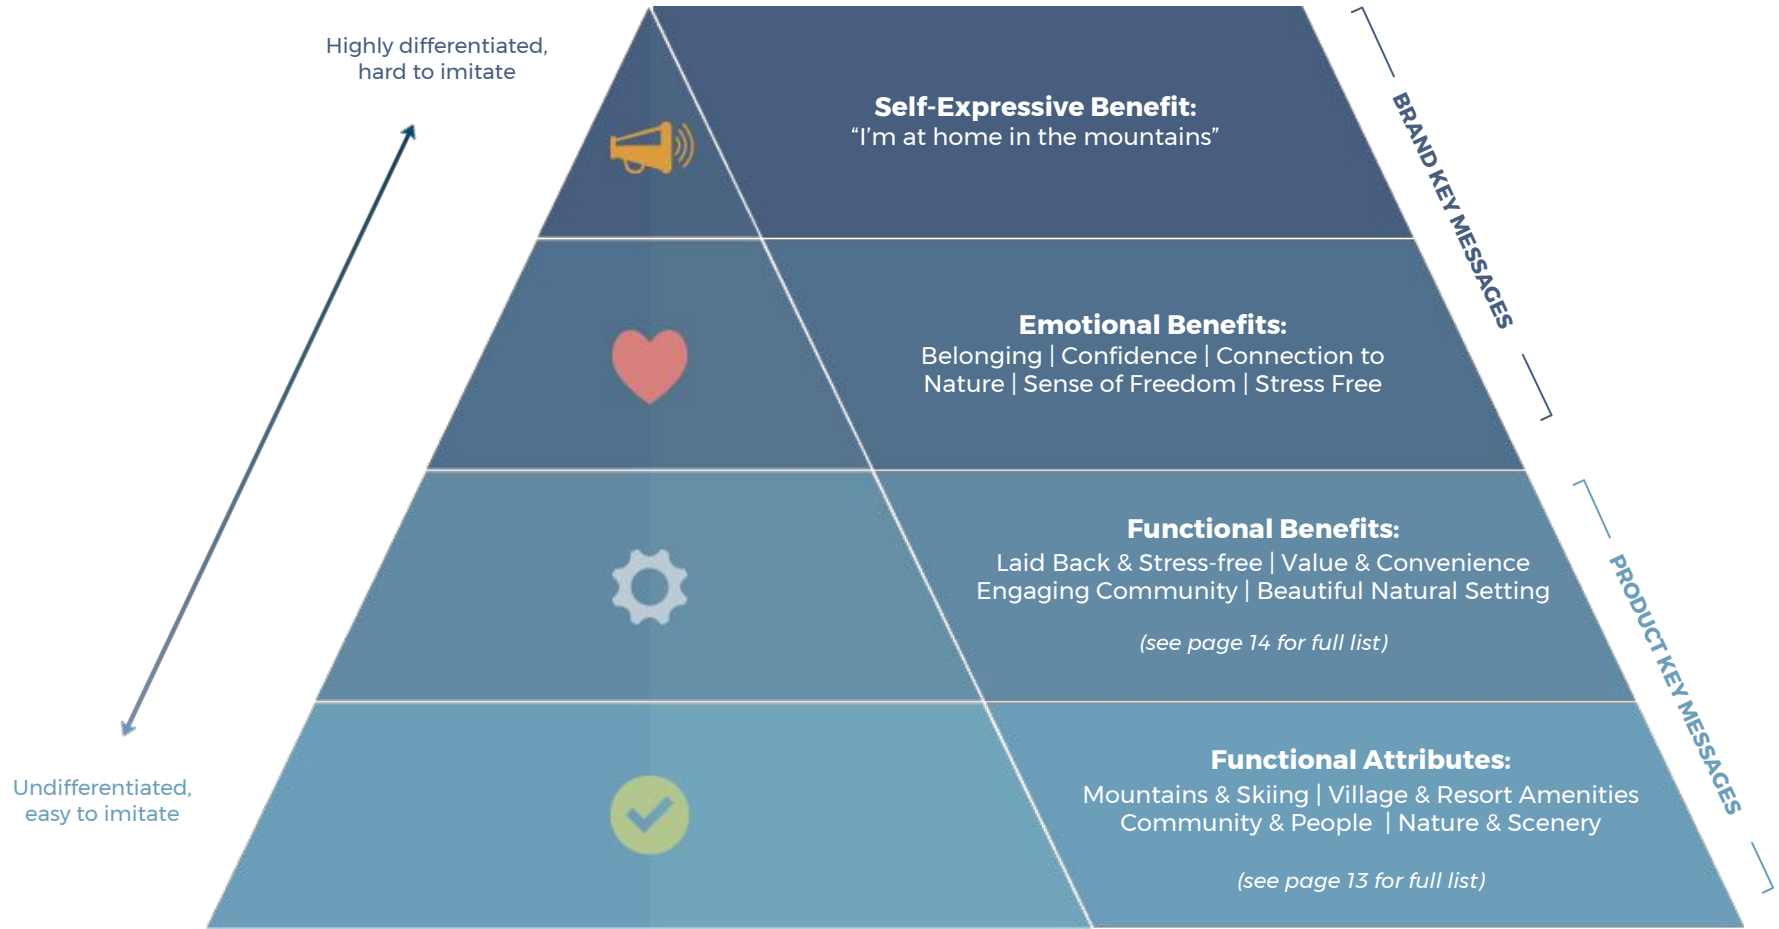 Highly differentiated,
hard to imitate
Self-Expressive Benefit:
“I’m at home in the mountains”
BRAND KEY MESSAGES
Emotional Benefits:
Belonging | Confidence | Connection to
Nature | Sense of Freedom | Stress Free
Functional Benefits:
Laid Back & Stress-free | Value & Convenience
Engaging Community | Beautiful Natural Setting
(see page 14 for full list)
PRODUCT KEY MESSAGES
Undifferentiated,
easy to imitate
Functional Attributes:
Mountains & Skiing | Village & Resort Amenities
Community & People | Nature & Scenery
(see page 13 for full list)